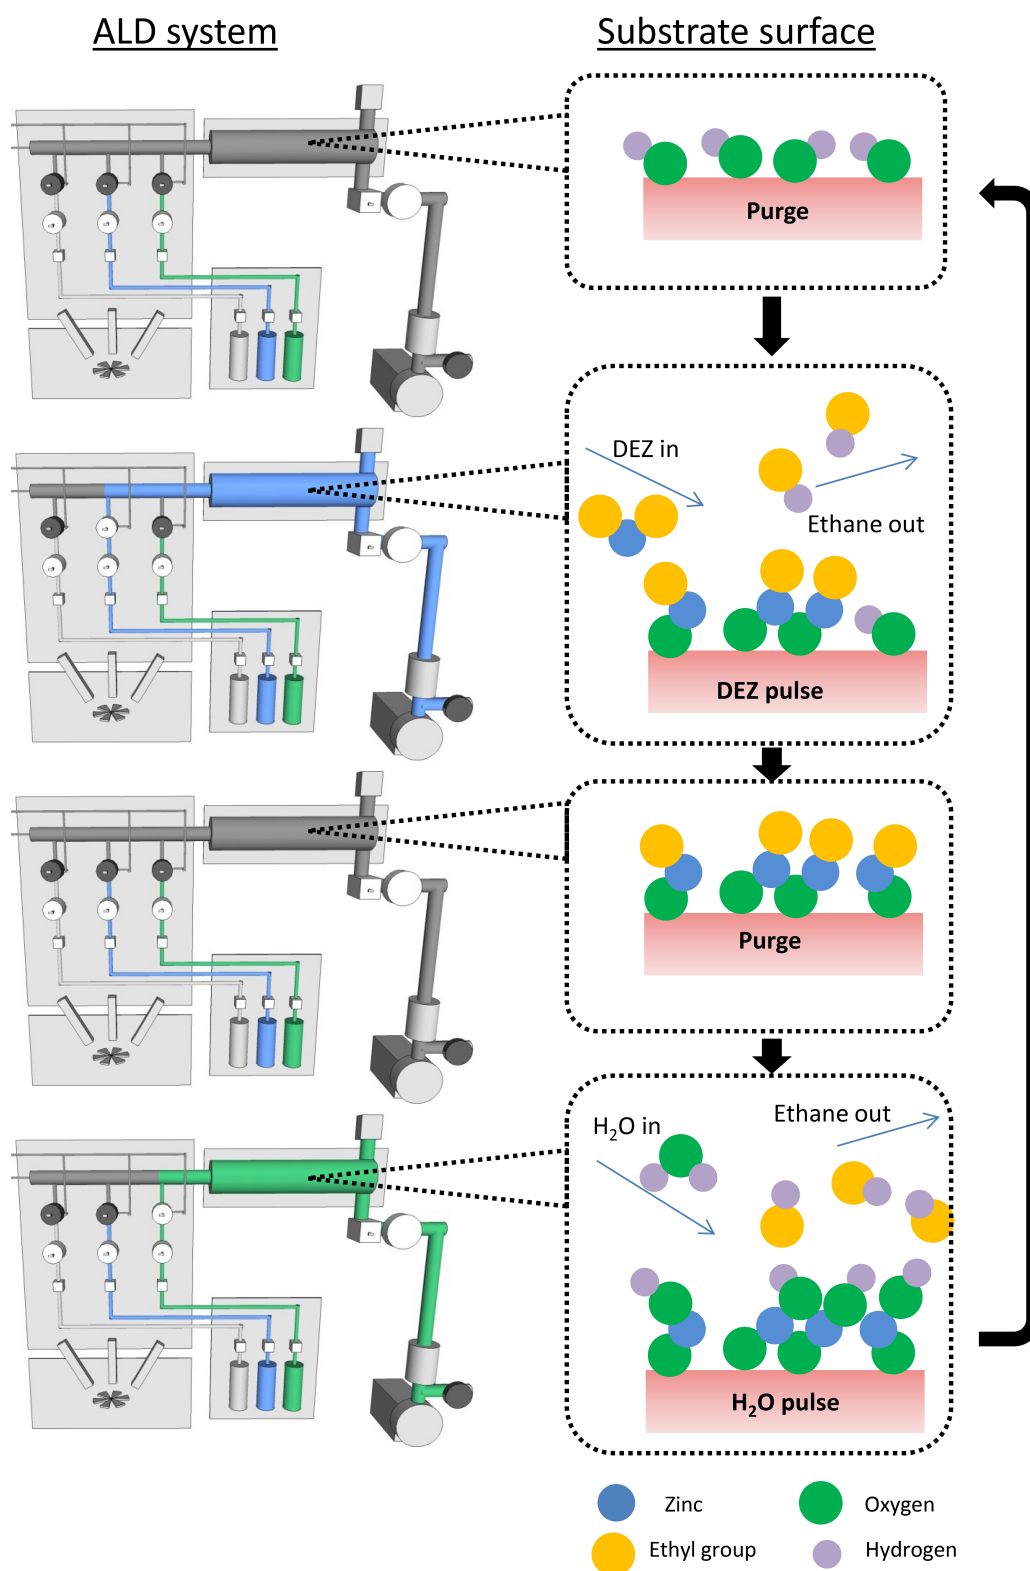 ALD system
Substrate surface
Purge
DEZ in
Ethane out
DEZ pulse
Purge
H₂O in
Ethane out
H₂O pulse
Zinc
Oxygen
Ethyl group
Hydrogen